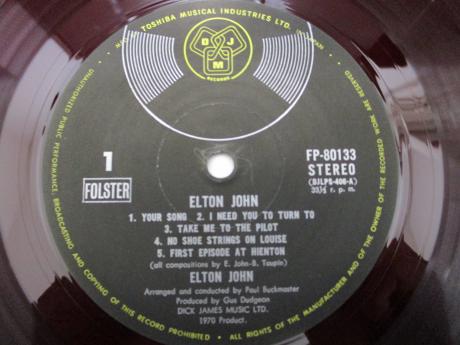 TOSHIBA MUSICAL INDUSTRIES LTD.
DJM
RECORDS
1
FOLSTER
FP-80133
STEREO
(BJLPS-406-A)
33⅓ r. p. m.
ELTON JOHN
1. YOUR SONG 2. I NEED YOU TO TURN TO
3. TAKE ME TO THE PILOT
4. NO SHOE STRINGS ON LOUISE
5. FIRST EPISODE AT HIENTON
(all compositions by E. John-B. Taupin)
ELTON JOHN
Arranged and conducted by Paul Buckmaster
Produced by Gus Dudgeon
DICK JAMES MUSIC LTD.
1970 Product.
UNAUTHORIZED PUBLIC PERFORMANCE, BROADCASTING AND COPYING OF THIS RECORD PROHIBITED • ALL RIGHTS OF THE MANUFACTURER AND OF THE OWNER OF THE RECORDED WORK ARE RESERVED.